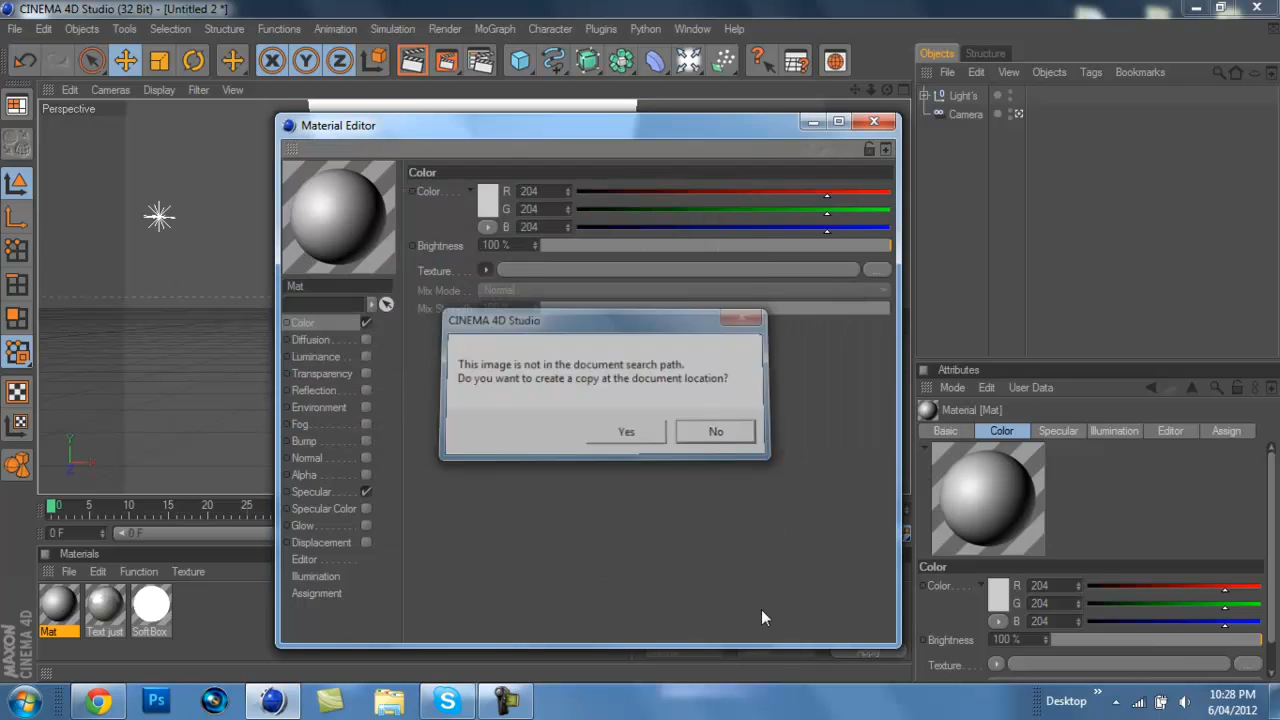 CINEMA 4D Studio (32 Bit) - [Untitled 2 *]
File Edit Objects Tools Selection Structure Functions Animation Simulation Render MoGraph Character Plugins Python Window Help
Objects Structure
Edit Cameras Display Filter View
File Edit View Objects Tags Bookmarks
Perspective
Light's
Camera
Material Editor
Color
Color
R 204
G 204
B 204
Brightness 100 %
Texture
Mix Mode Normal
Mat
Color
Diffusion
Luminance
Transparency
Reflection
Environment
Fog
Bump
Normal
Alpha
Specular
Specular Color
Glow
Displacement
Editor
Illumination
Assignment
CINEMA 4D Studio
This image is not in the document search path.
Do you want to create a copy at the document location?
Yes No
Y
X
Z
0 5 10 15 20 25
0 F 0 F
Materials
File Edit Function Texture
Mat Text just SoftBox
MAXON
CINEMA 4D
Attributes
Mode Edit User Data
Material [Mat]
Basic Color Specular Illumination Editor Assign
Color
Color R 204
G 204
B 204
Brightness 100 %
Texture
Ps
Desktop
10:28 PM
6/04/2012